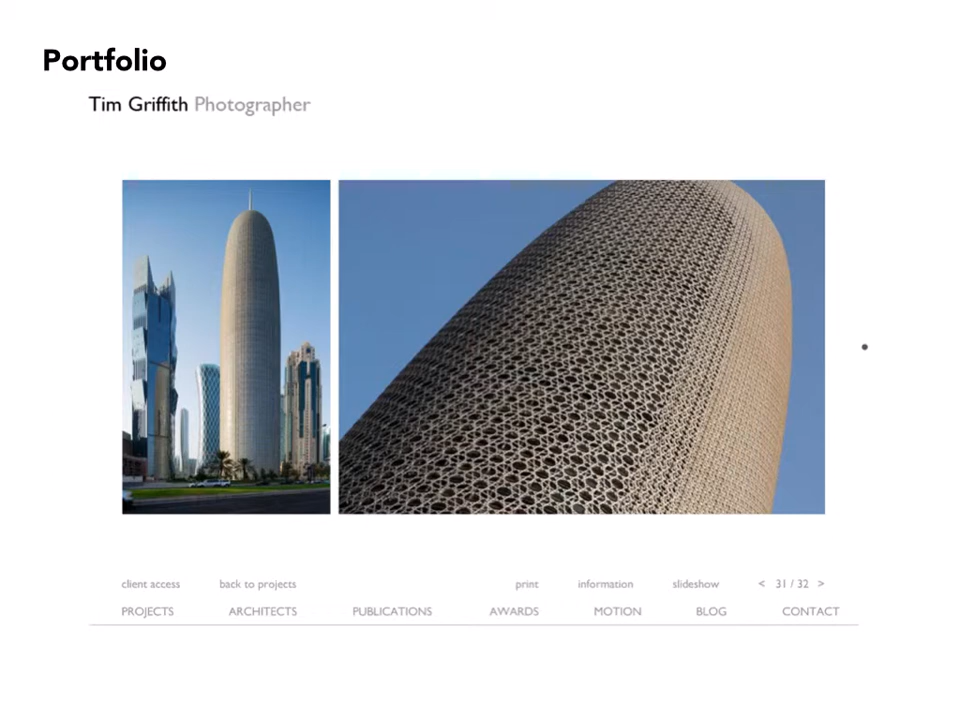 Portfolio
Tim Griffith Photographer
client access back to projects print information slideshow < 31 / 32 >
PROJECTS ARCHITECTS PUBLICATIONS AWARDS MOTION BLOG CONTACT